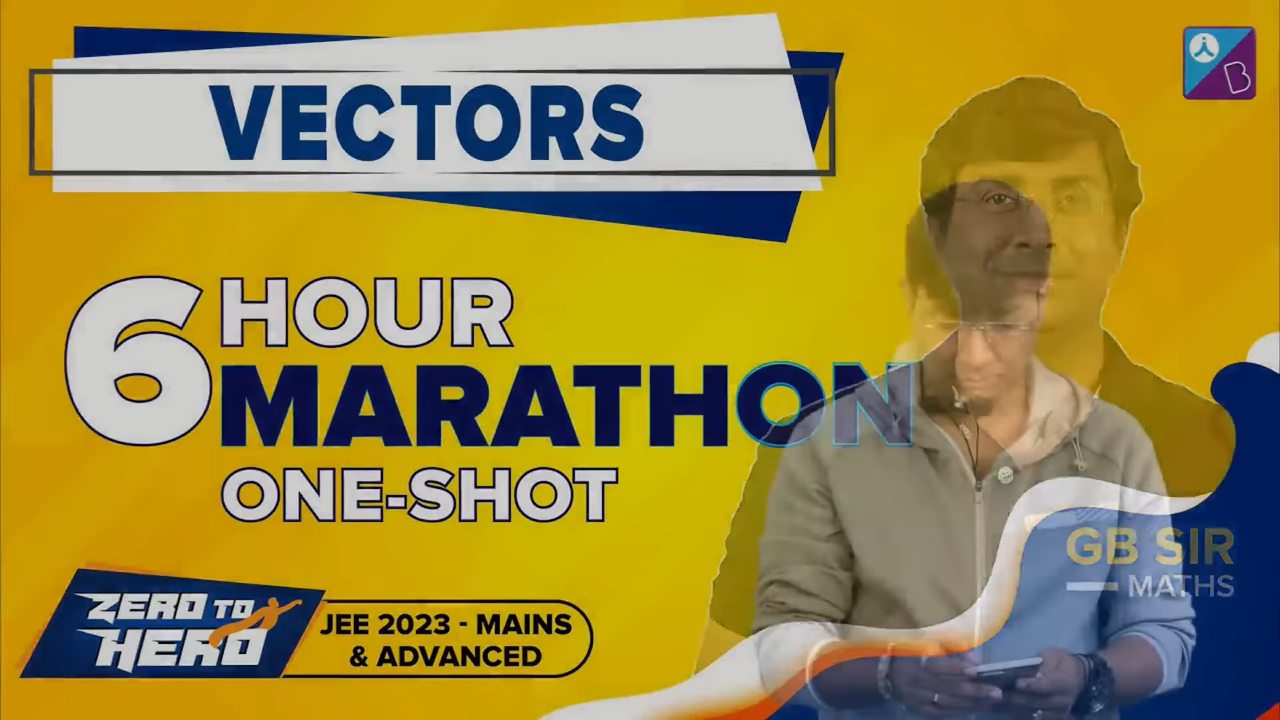 VECTORS
B
6 HOUR
MARATHON
ONE-SHOT
GB SIR
MATHS
ZERO TO
HERO
JEE 2023 - MAINS
& ADVANCED